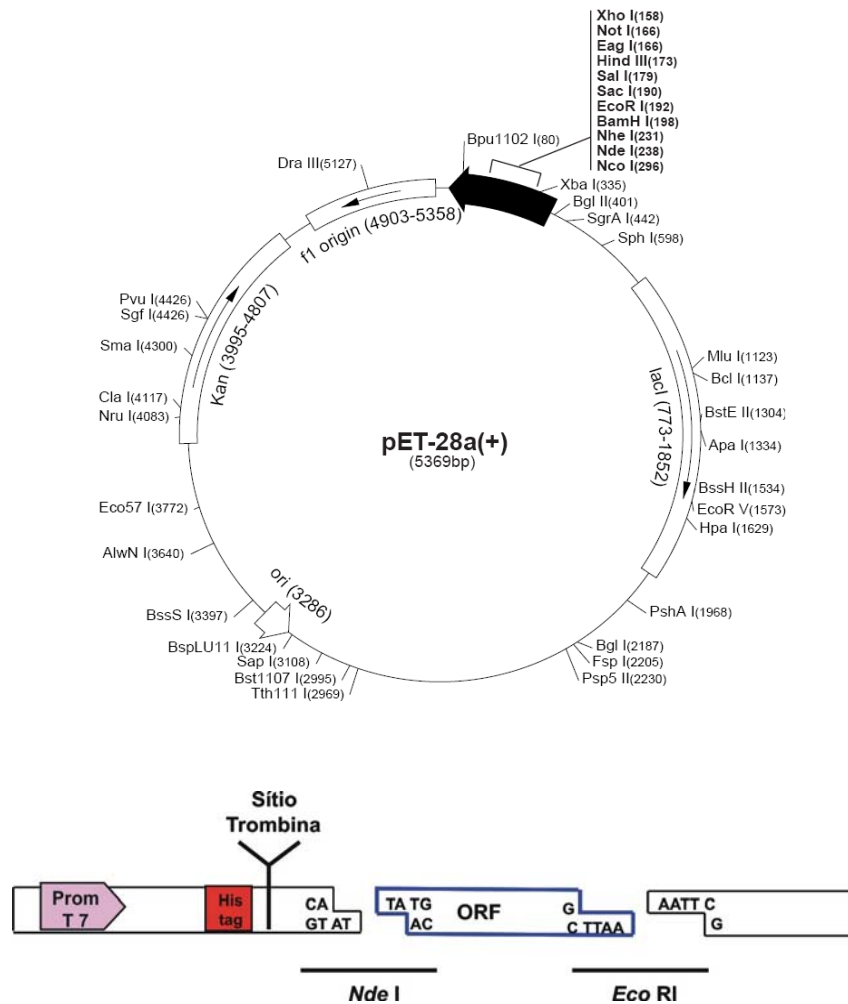 Xho I(158)
Not I(166)
Eag I(166)
Hind III(173)
Sal I(179)
Sac I(190)
EcoR I(192)
BamH I(198)
Nhe I(231)
Nde I(238)
Nco I(296)
Bpu1102 I(80)
Dra III(5127)
Xba I(335)
Bgl II(401)
SgrA I(442)
Sph I(598)
f1 origin (4903-5358)
Pvu I(4426)
Sgf I(4426)
Sma I(4300)
Kan (3995-4807)
Cla I(4117)
Nru I(4083)
Mlu I(1123)
Bcl I(1137)
lacI (773-1852)
BstE II(1304)
Apa I(1334)
pET-28a(+)
(5369bp)
BssH II(1534)
EcoR V(1573)
Hpa I(1629)
Eco57 I(3772)
AlwN I(3640)
ori (3286)
BssS I(3397)
PshA I(1968)
BspLU11 I(3224)
Sap I(3108)
Bst1107 I(2995)
Tth111 I(2969)
Bgl I(2187)
Fsp I(2205)
Psp5 II(2230)
Sítio
Trombina
Prom
T 7
His
tag
CA
GT AT
TA TG
AC
ORF
G
C TTAA
AATT C
G
Nde I
Eco RI